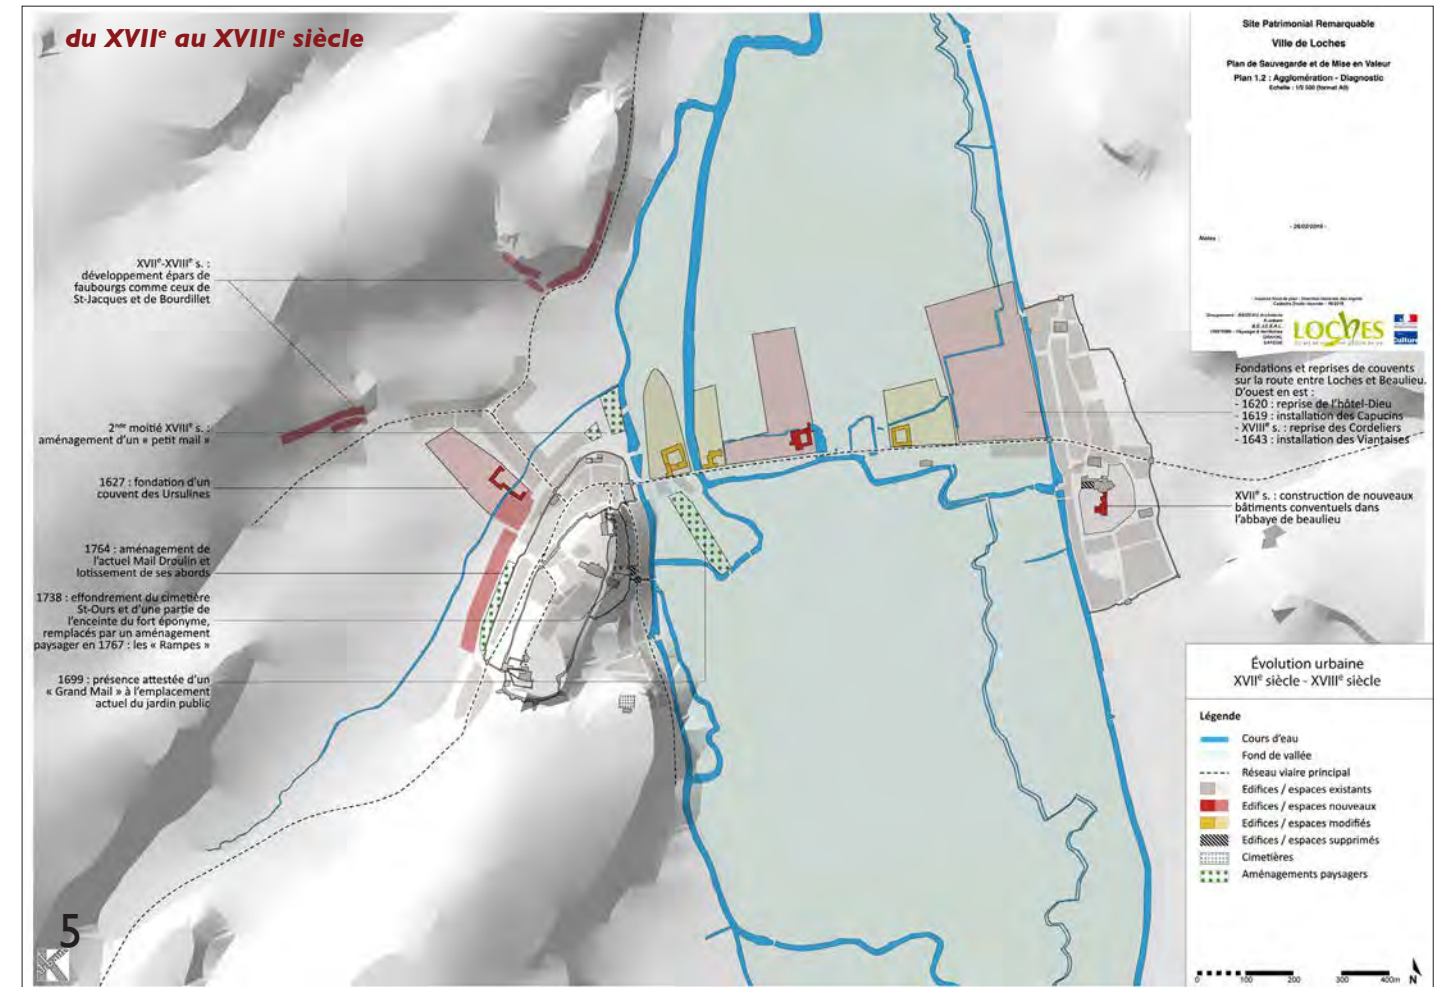 du XVIIe au XVIIIe siècle
Site Patrimonial Remarquable
Ville de Loches
Plan de Sauvegarde et de Mise en Valeur
Plan 1.2 : Agglomération - Diagnostic
Notes :
LOCHES
Culture
XVIIe-XVIIIe s. :
développement épars de
faubourgs comme ceux de
St-Jacques et de Bourdillet
2nde moitié XVIIIe s. :
aménagement d'un « petit mail »
1627 : fondation d'un
couvent des Ursulines
1764 : aménagement de
l'actuel Mail Droulin et
lotissement de ses abords
1738 : effondrement du cimetière
St-Ours et d'une partie de
l'enceinte du fort éponyme,
remplacés par un aménagement
paysager en 1767 : les « Rampes »
1699 : présence attestée d'un
« Grand Mail » à l'emplacement
actuel du jardin public
Fondations et reprises de couvents
sur la route entre Loches et Beaulieu.
D'ouest en est :
- 1620 : reprise de l'hôtel-Dieu
- 1619 : installation des Capucins
- XVIIIe s. : reprise des Cordeliers
- 1643 : installation des Viantaises
XVIIe s. : construction de nouveaux
bâtiments conventuels dans
l'abbaye de beaulieu
Évolution urbaine
XVIIe siècle - XVIIIe siècle
Légende
Cours d'eau
Fond de vallée
Réseau viaire principal
Edifices / espaces existants
Edifices / espaces nouveaux
Edifices / espaces modifiés
Edifices / espaces supprimés
Cimetières
Aménagements paysagers
0 100 200 300 400m N
5